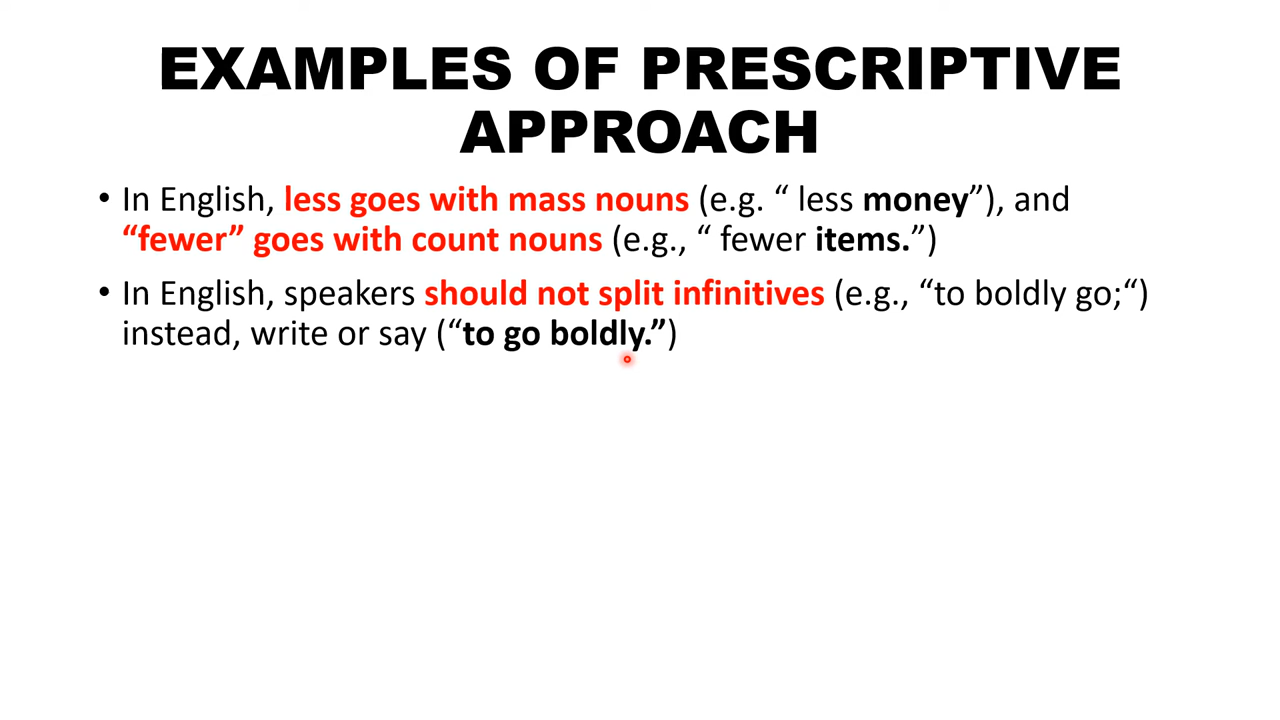 EXAMPLES OF PRESCRIPTIVE
APPROACH
• In English, less goes with mass nouns (e.g. “ less money”), and
“fewer” goes with count nouns (e.g., “ fewer items.”)
• In English, speakers should not split infinitives (e.g., “to boldly go;“)
instead, write or say (“to go boldly.”)